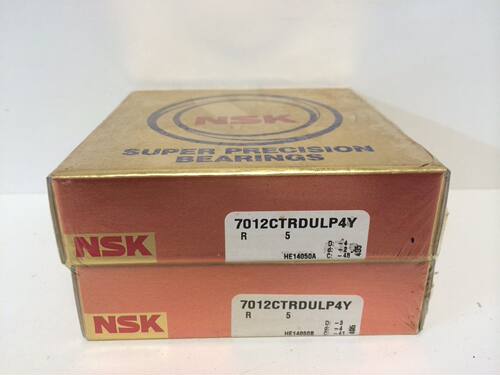 NSK
SUPER PRECISION
BEARINGS
NSK
7012CTRDULP4Y
R 5
HE14050A
NSK
7012CTRDULP4Y
R 5
HE14050B